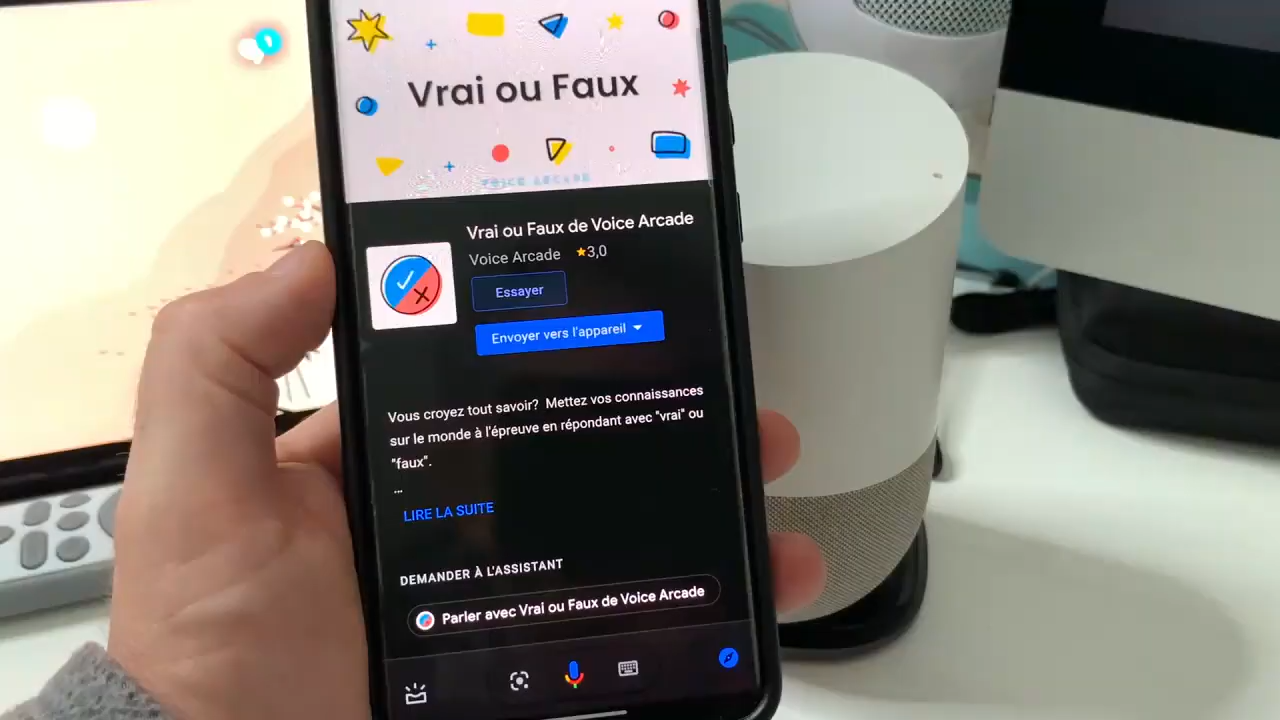 Vrai ou Faux
VOICE ARCADE
Vrai ou Faux de Voice Arcade
Voice Arcade ★3,0
Essayer
Envoyer vers l'appareil
Vous croyez tout savoir? Mettez vos connaissances
sur le monde à l'épreuve en répondant avec "vrai" ou
"faux".
...
LIRE LA SUITE
DEMANDER À L'ASSISTANT
Parler avec Vrai ou Faux de Voice Arcade